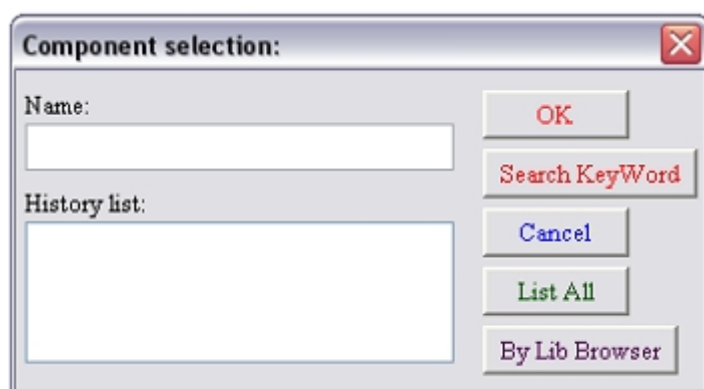 Component selection:
Name:
OK
Search KeyWord
History list:
Cancel
List All
By Lib Browser